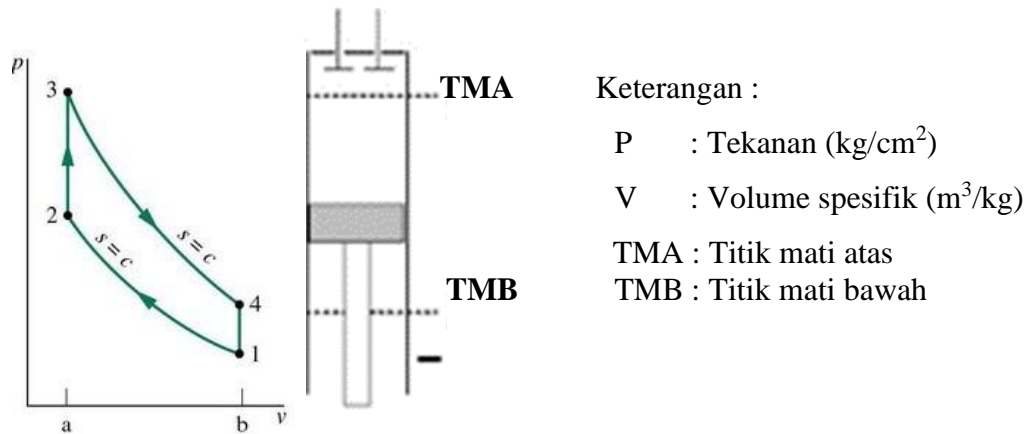 p
3
2
s = c
s = c
4
1
a
b
v
TMA
TMB
Keterangan :
P : Tekanan (kg/cm²)
V : Volume spesifik (m³/kg)
TMA : Titik mati atas
TMB : Titik mati bawah